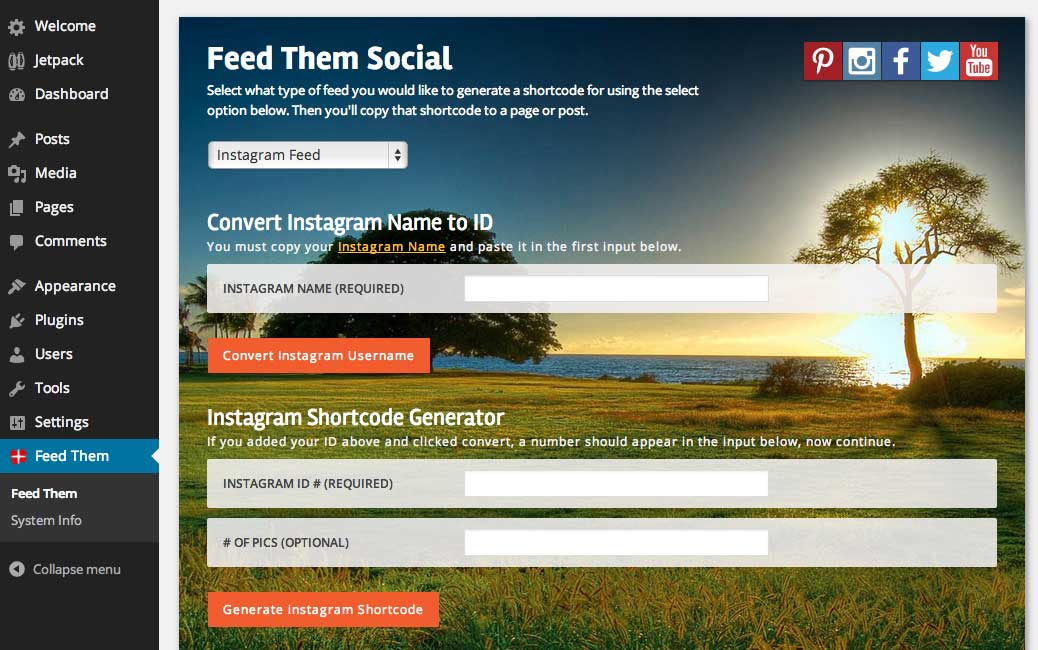 Welcome
Jetpack
Dashboard
Posts
Media
Pages
Comments
Appearance
Plugins
Users
Tools
Settings
Feed Them
Feed Them
System Info
Collapse menu
Feed Them Social
You
Tube
Select what type of feed you would like to generate a shortcode for using the select
option below. Then you'll copy that shortcode to a page or post.
Instagram Feed
Convert Instagram Name to ID
You must copy your Instagram Name and paste it in the first input below.
INSTAGRAM NAME (REQUIRED)
Convert Instagram Username
Instagram Shortcode Generator
If you added your ID above and clicked convert, a number should appear in the input below, now continue.
INSTAGRAM ID # (REQUIRED)
# OF PICS (OPTIONAL)
Generate Instagram Shortcode